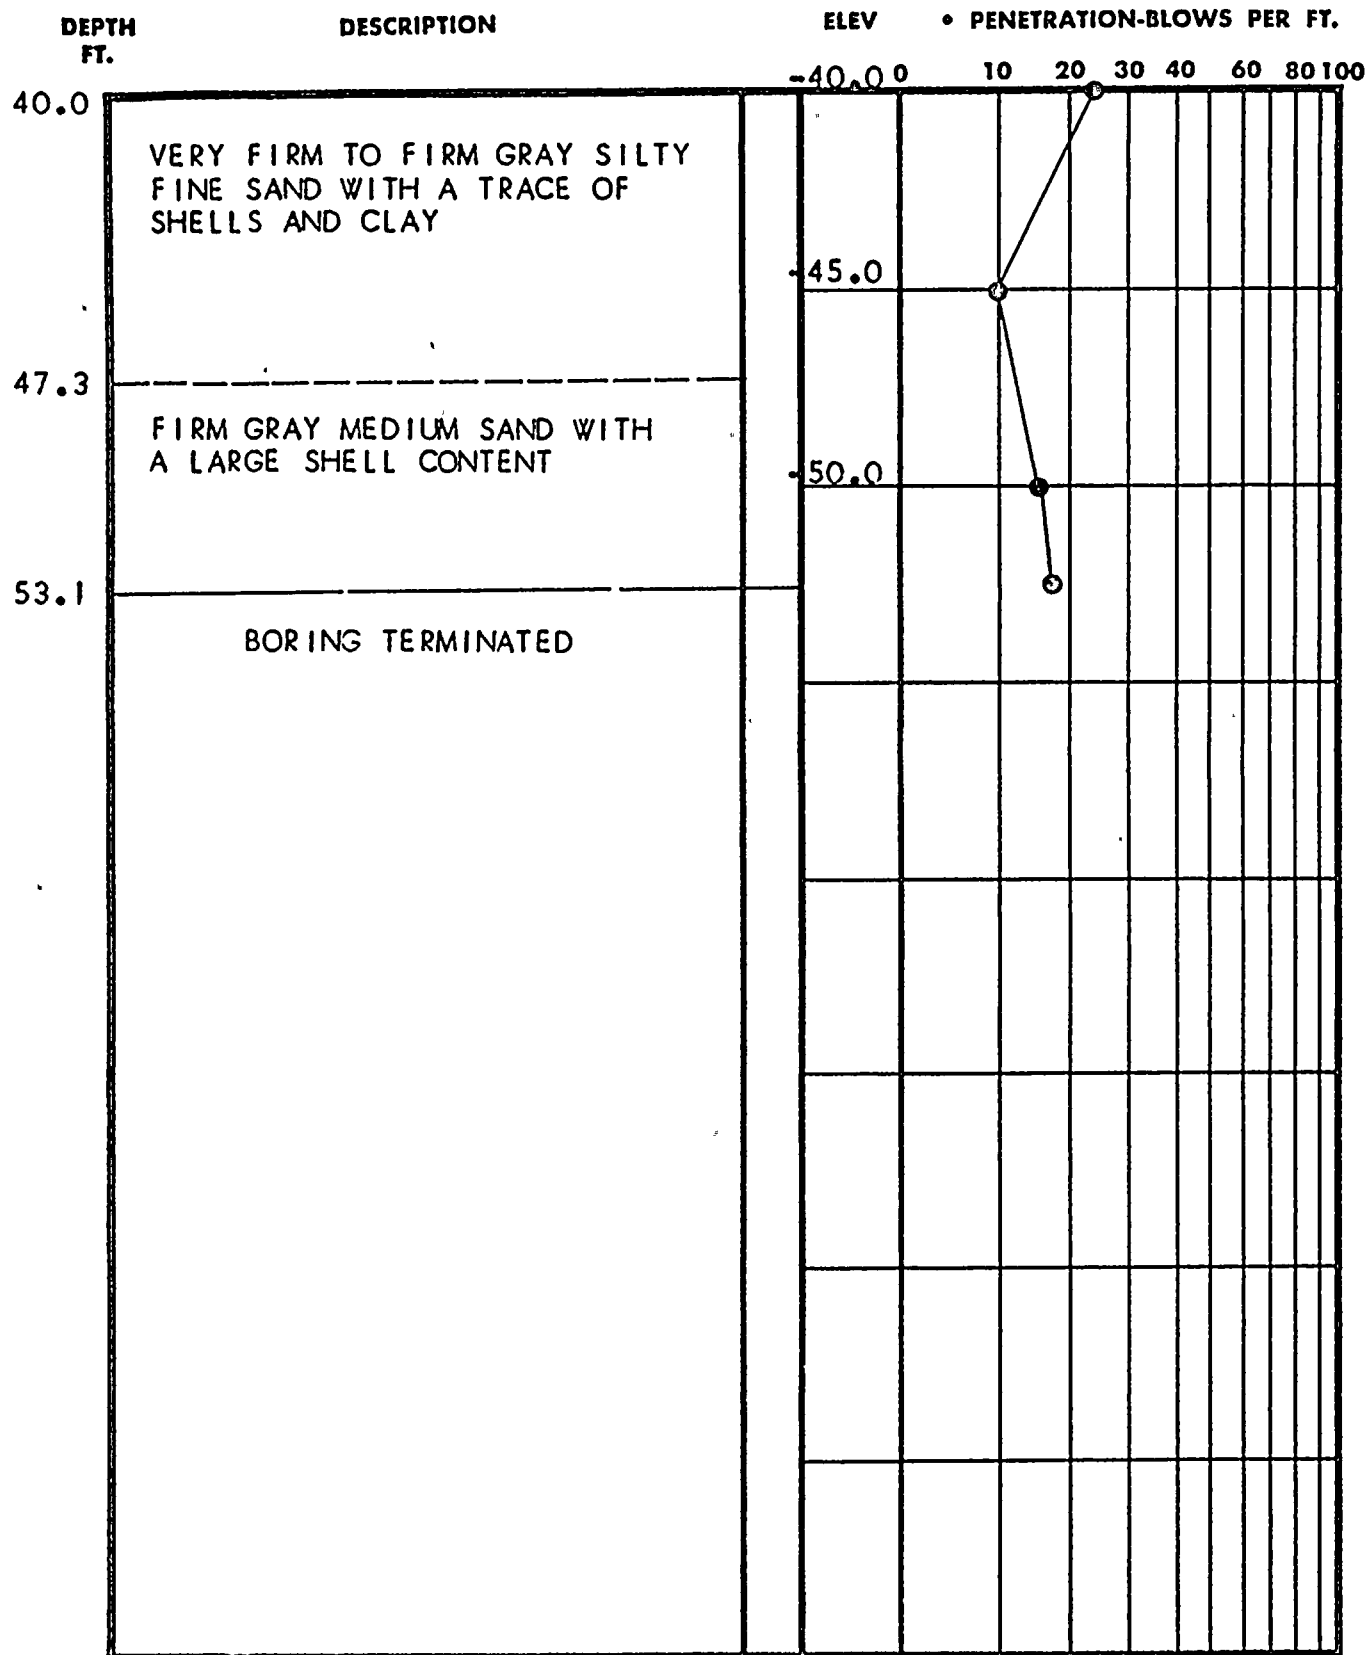 DEPTH FT.
DESCRIPTION
ELEV
PENETRATION-BLOWS PER FT.
-40.0 0 10 20 30 40 60 80 100
40.0
VERY FIRM TO FIRM GRAY SILTY
FINE SAND WITH A TRACE OF
SHELLS AND CLAY
-45.0
47.3
FIRM GRAY MEDIUM SAND WITH
A LARGE SHELL CONTENT
-50.0
53.1
BORING TERMINATED